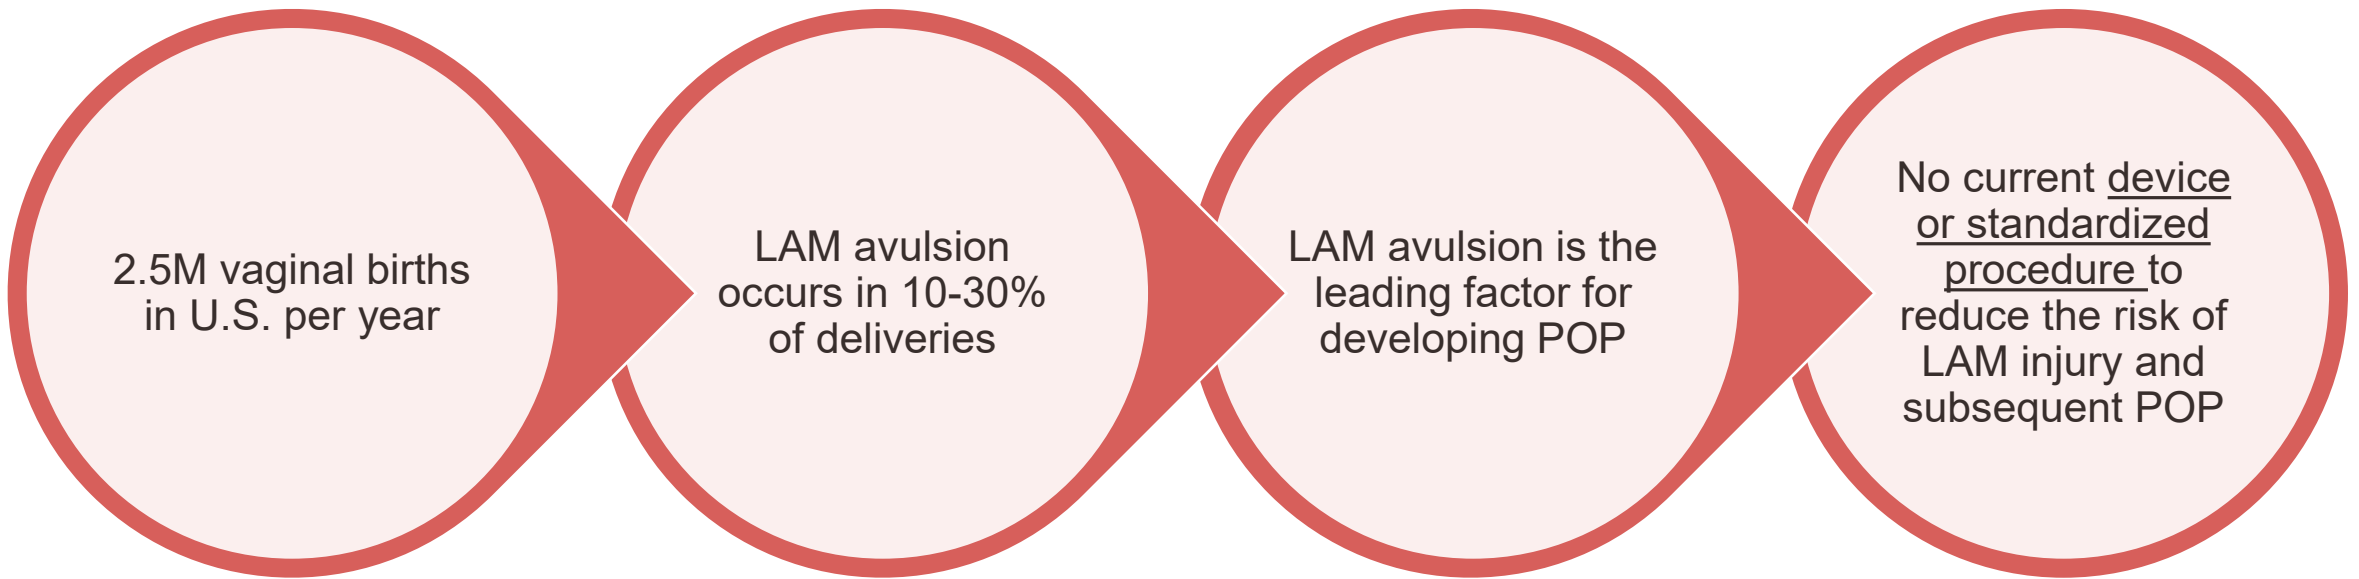 2.5M vaginal births
in U.S. per year
LAM avulsion
occurs in 10-30%
of deliveries
LAM avulsion is the
leading factor for
developing POP
No current device
or standardized
procedure to
reduce the risk of
LAM injury and
subsequent POP